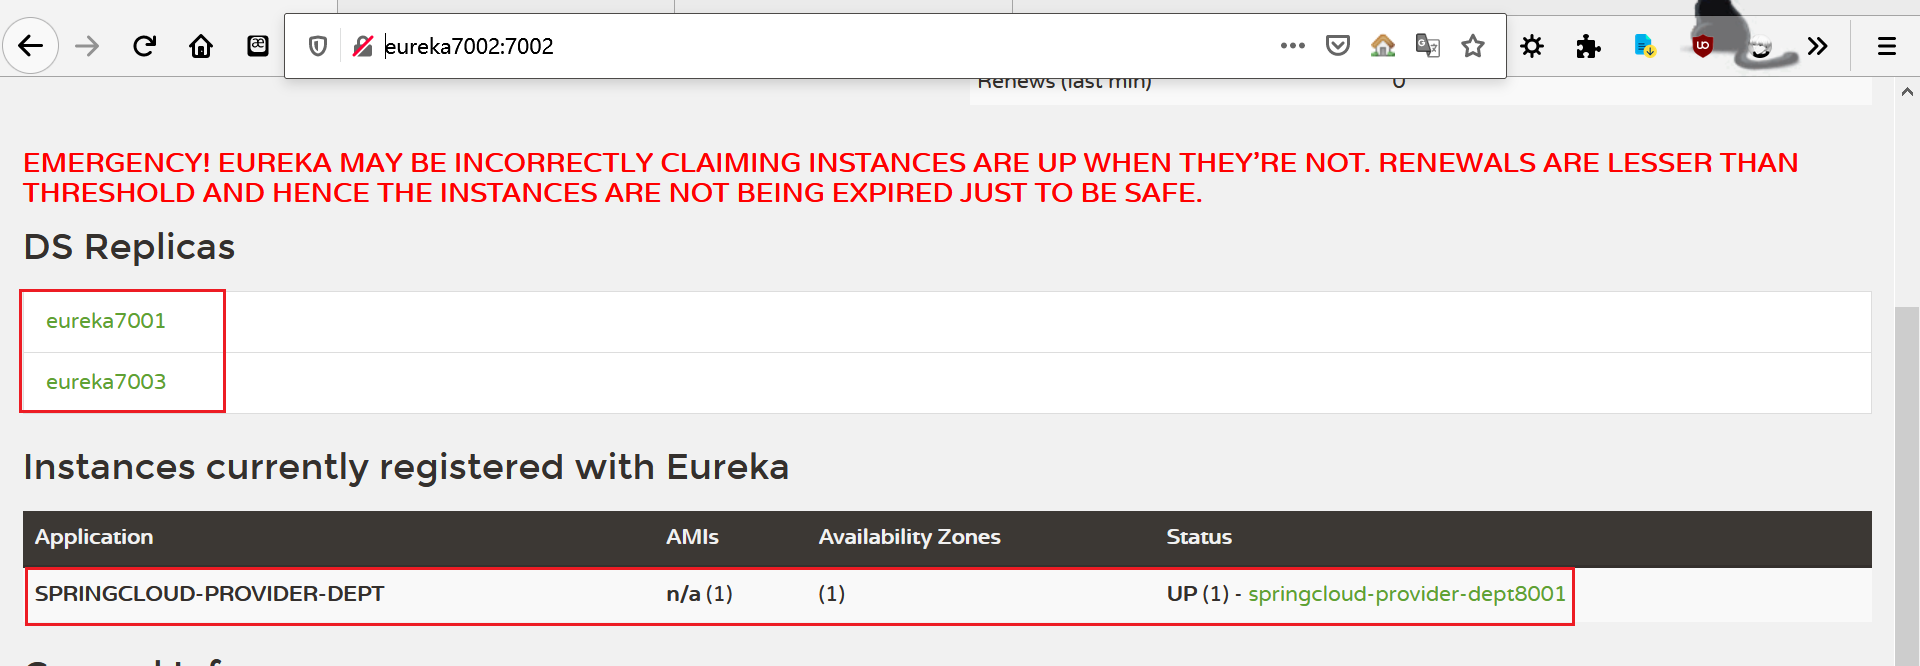 eureka7002:7002
Renews (last min) 0
EMERGENCY! EUREKA MAY BE INCORRECTLY CLAIMING INSTANCES ARE UP WHEN THEY'RE NOT. RENEWALS ARE LESSER THAN
THRESHOLD AND HENCE THE INSTANCES ARE NOT BEING EXPIRED JUST TO BE SAFE.
DS Replicas
eureka7001
eureka7003
Instances currently registered with Eureka
Application AMIs Availability Zones Status
SPRINGCLOUD-PROVIDER-DEPT n/a (1) (1) UP (1) - springcloud-provider-dept8001